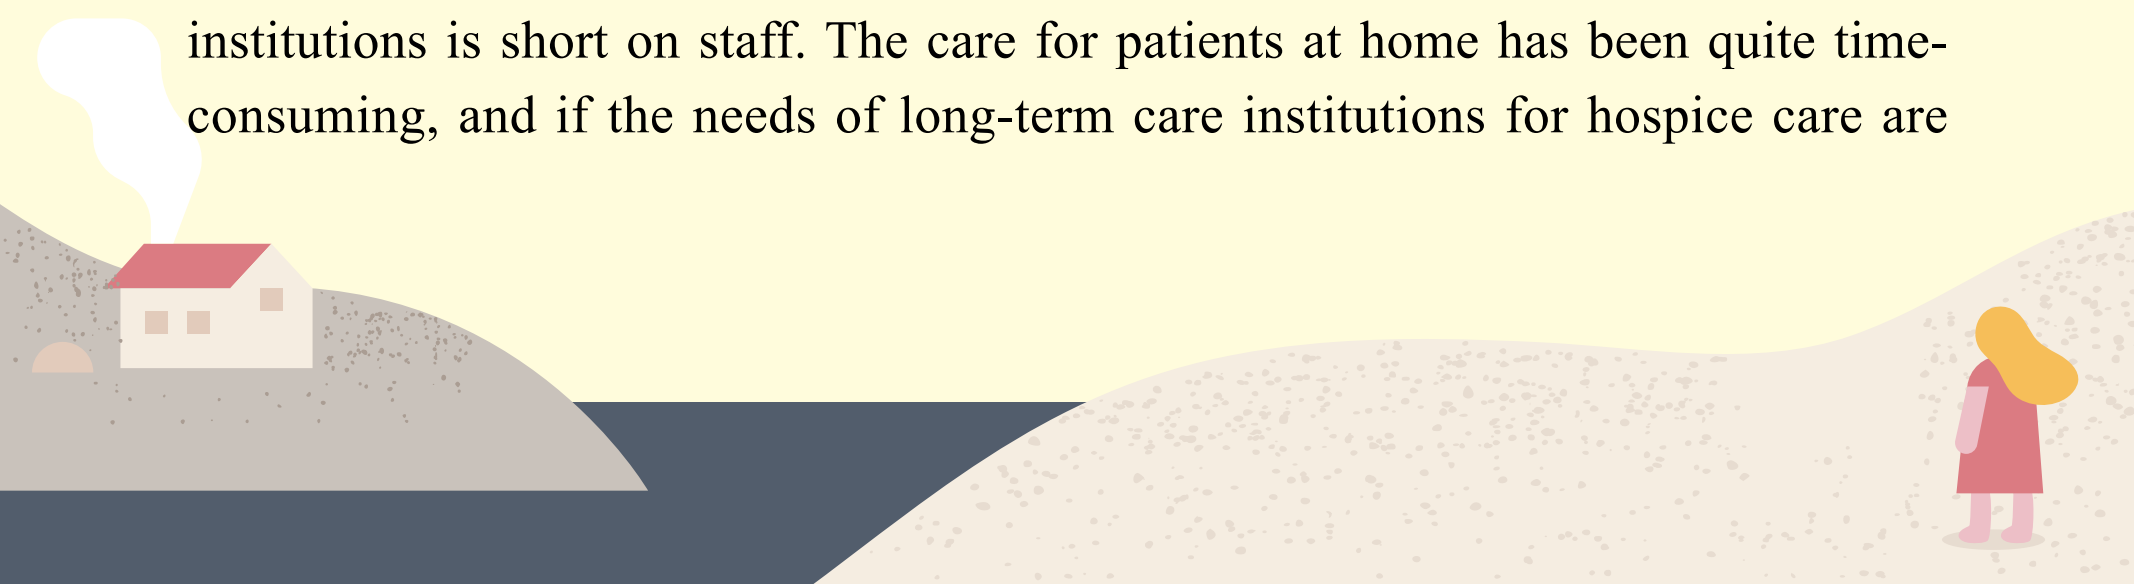 institutions is short on staff. The care for patients at home has been quite time-
consuming, and if the needs of long-term care institutions for hospice care are